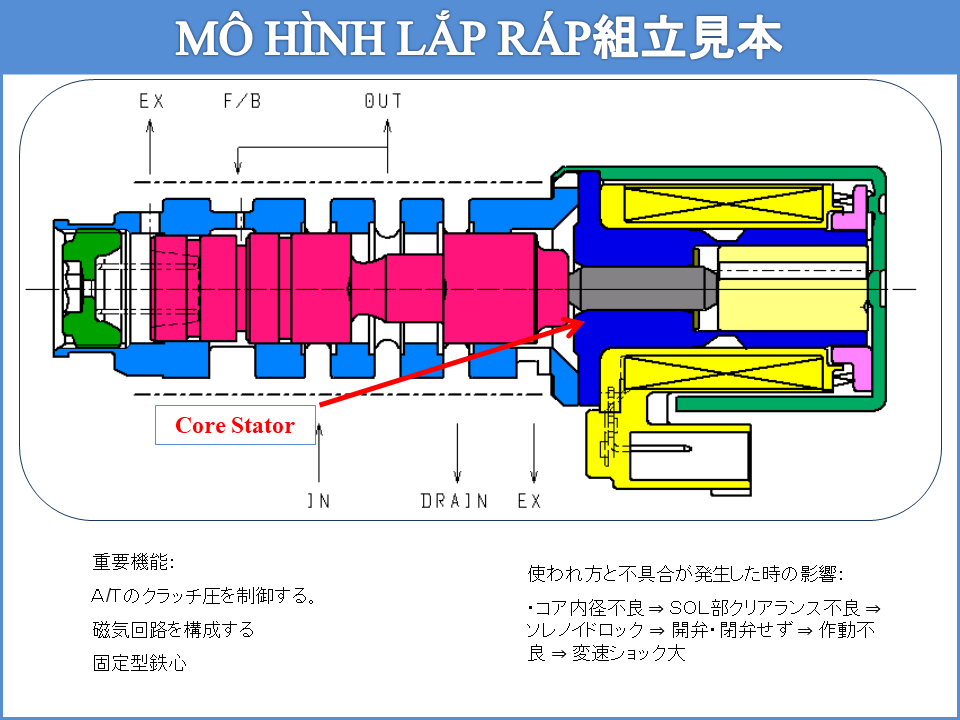 MÔ HÌNH LẮP RÁP組立見本
EX
F/B
OUT
Core Stator
IN
DRAIN
EX
重要機能:
A/Tのクラッチ圧を制御する。
磁気回路を構成する
固定型鉄心
使われ方と不具合が発生した時の影響:
・コア内径不良⇒SOL部クリアランス不良⇒
ソレノイドロック⇒開弁・閉弁せず⇒作動不
良⇒変速ショック大